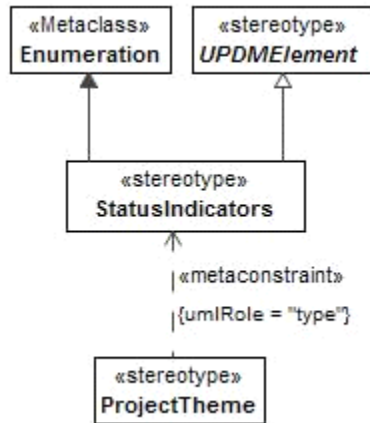 «Metaclass»
Enumeration
«stereotype»
UPDMElement
«stereotype»
StatusIndicators
«metaconstraint»
{umlRole = "type"}
«stereotype»
ProjectTheme